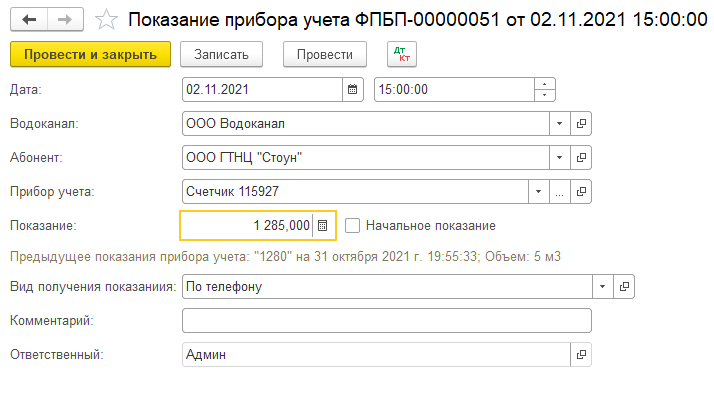 Показание прибора учета ФПБП-00000051 от 02.11.2021 15:00:00
Провести и закрыть Записать Провести Дт Кт
Дата: 02.11.2021 15:00:00
Водоканал: ООО Водоканал
Абонент: ООО ГТНЦ "Стоун"
Прибор учета: Счетчик 115927 ...
Показание: 1 285,000 Начальное показание
Предыдущее показания прибора учета: "1280" на 31 октября 2021 г. 19:55:33; Объем: 5 м3
Вид получения показаниия: По телефону
Комментарий:
Ответственный: Админ